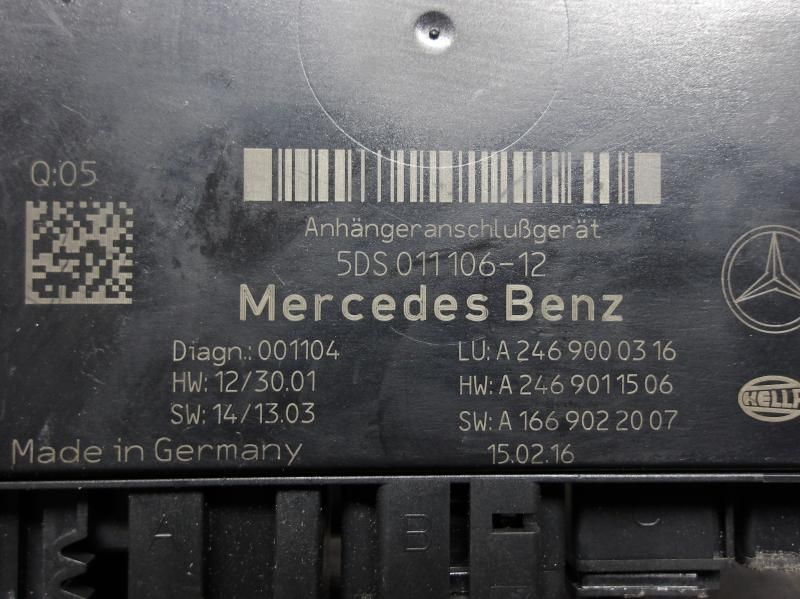 Q:05
Anhängeranschlußgerät
5DS 011 106-12
Mercedes Benz
Diagn.: 001104
HW: 12/30.01
SW: 14/13.03
LU: A 246 900 03 16
HW: A 246 901 15 06
SW: A 166 902 20 07
15.02.16
Made in Germany
HELLA
A
B
C